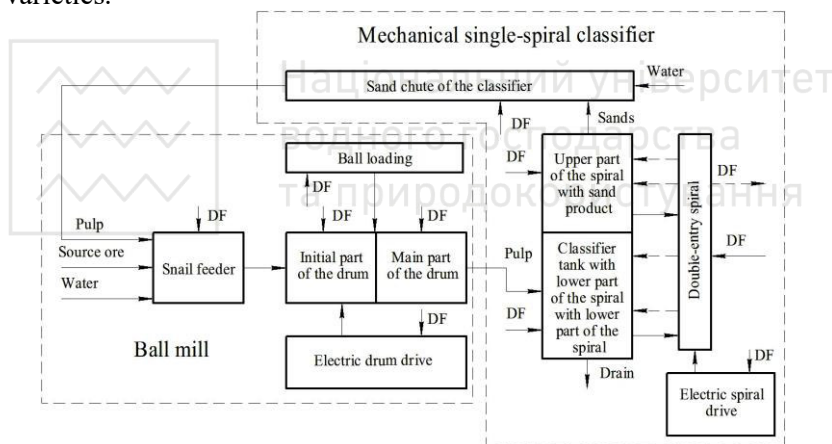 varieties.
Mechanical single-spiral classifier
Національний університет
водного господарства
та природокористування
Sand chute of the classifier
Water
DF
Sands
Ball loading
DF
DF
DF
DF
DF
Upper part
of the spiral
with sand
product
DF
DF
Double-entry spiral
Pulp
Source ore
Water
Snail feeder
Initial part
of the drum
Main part
of the drum
Pulp
DF
Classifier
tank with
lower part
of the spiral
with lower
part of the
spiral
Ball mill
DF
Electric drum drive
Drain
DF
Electric spiral
drive